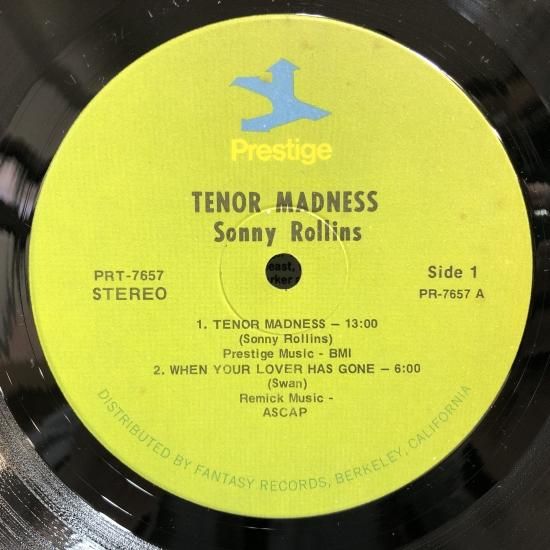 Prestige
TENOR MADNESS
Sonny Rollins
east,
rker
PRT-7657
STEREO
Side 1
PR-7657 A
1. TENOR MADNESS – 13:00
(Sonny Rollins)
Prestige Music - BMI
2. WHEN YOUR LOVER HAS GONE – 6:00
(Swan)
Remick Music -
ASCAP
DISTRIBUTED BY FANTASY RECORDS, BERKELEY, CALIFORNIA